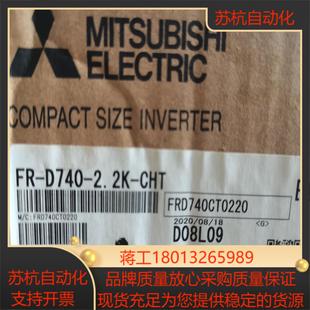 苏杭自动化
MITSUBISHI
ELECTRIC
COMPACT SIZE INVERTER
FR-D740-2.2K-CHT
FRD740CT0220
M/C: FRD740CT0220
2020/08/18 <G>
D08L09
蒋工18013265989
苏杭自动化
支持开票
品牌质量放心采购质量保证
现货充足为您提供稳定的货源